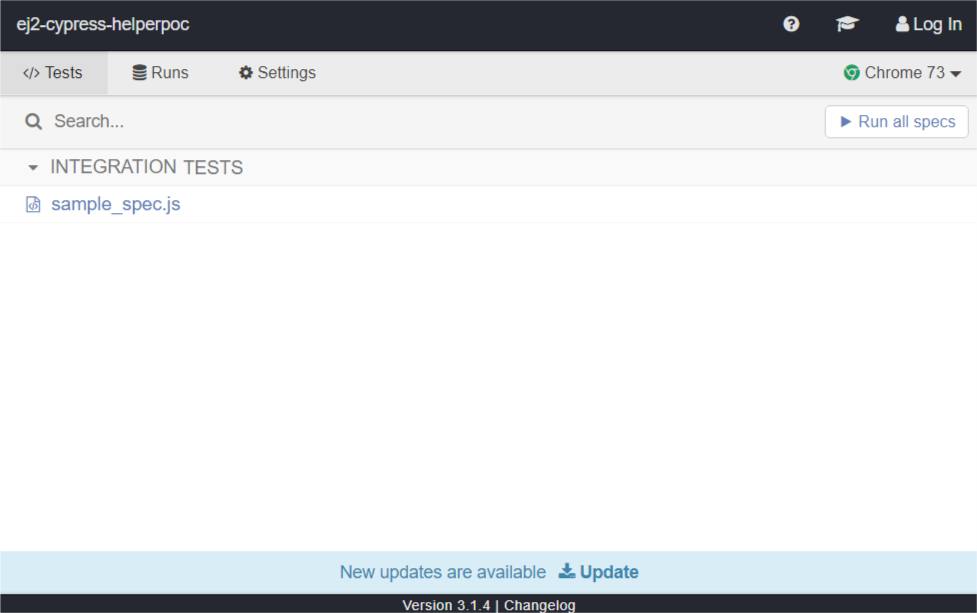 ej2-cypress-helperpoc Log In
</> Tests Runs Settings Chrome 73
Search... Run all specs
INTEGRATION TESTS
sample_spec.js
New updates are available Update
Version 3.1.4 | Changelog